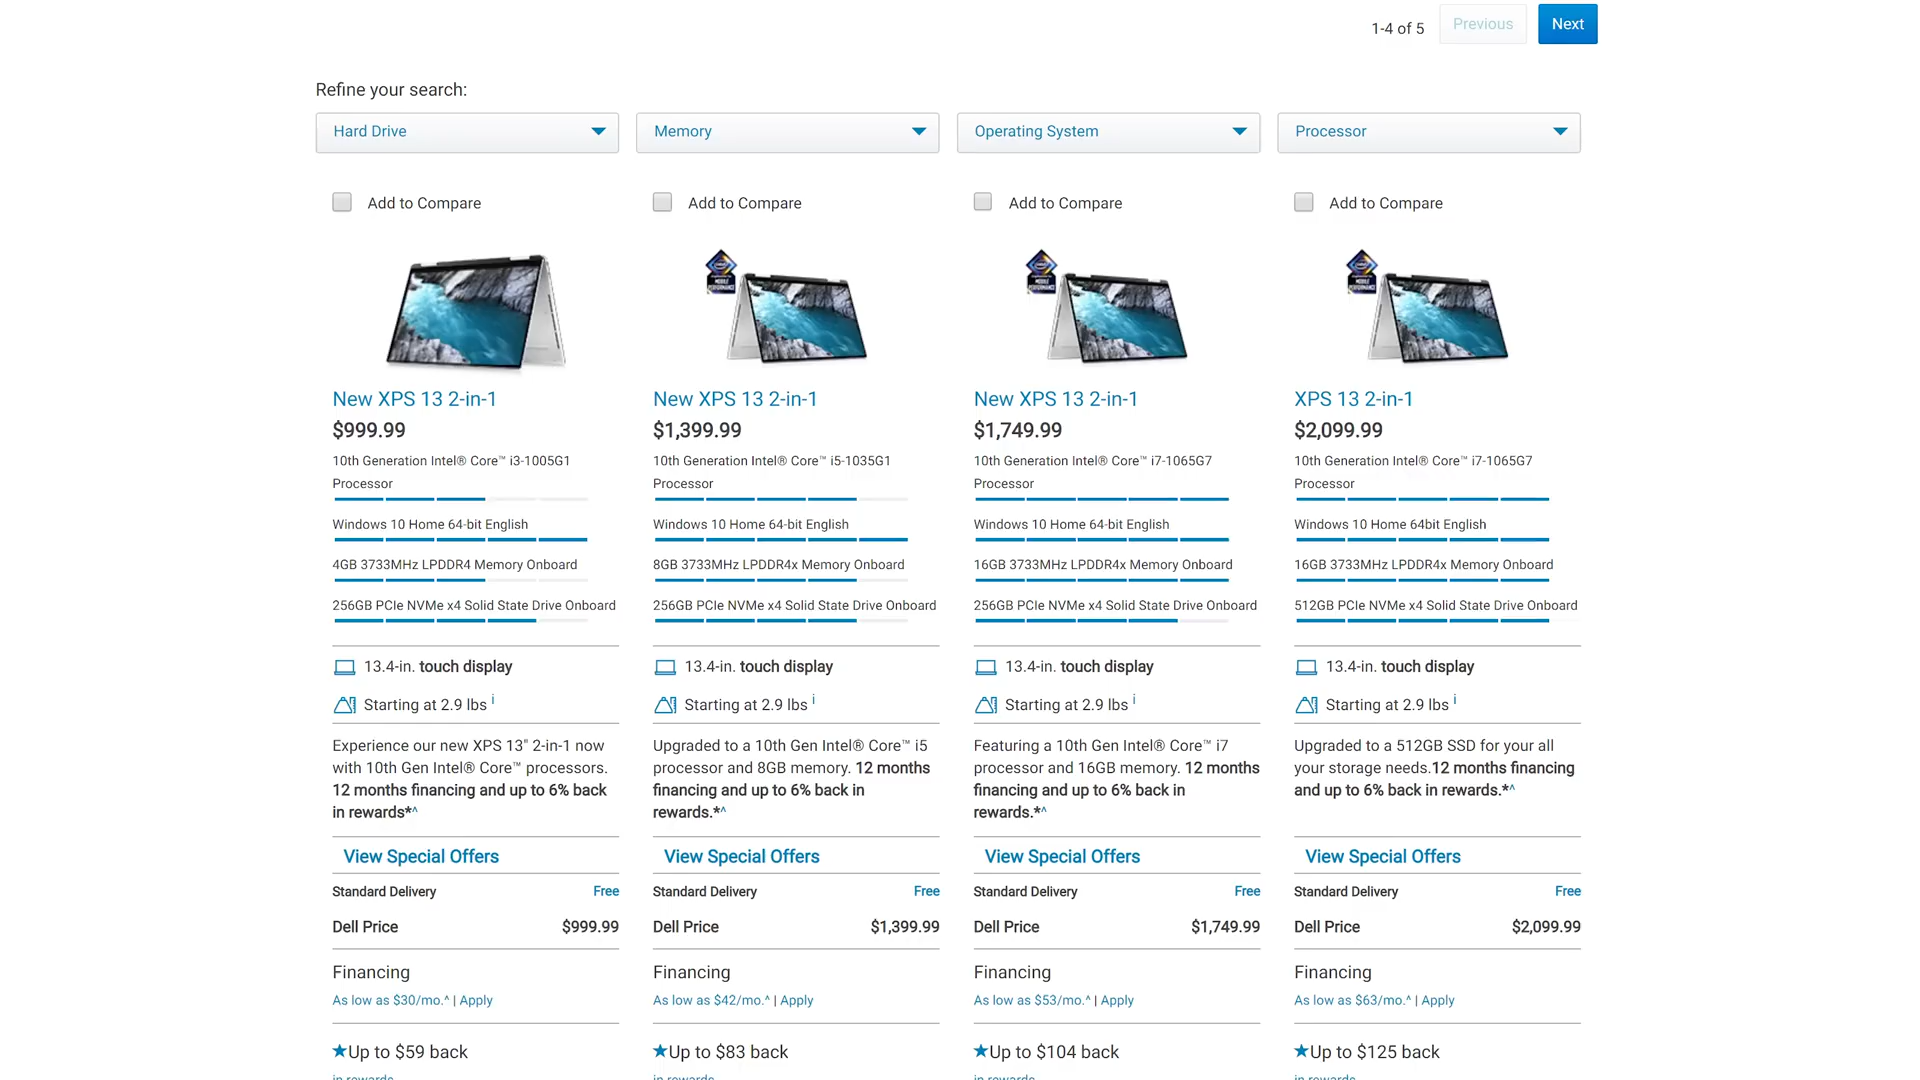 1-4 of 5 Previous Next
Refine your search:
Hard Drive Memory Operating System Processor
Add to Compare Add to Compare Add to Compare Add to Compare
New XPS 13 2-in-1 New XPS 13 2-in-1 New XPS 13 2-in-1 XPS 13 2-in-1
$999.99 $1,399.99 $1,749.99 $2,099.99
10th Generation Intel® Core™ i3-1005G1 10th Generation Intel® Core™ i5-1035G1 10th Generation Intel® Core™ i7-1065G7 10th Generation Intel® Core™ i7-1065G7
Processor Processor Processor Processor
Windows 10 Home 64-bit English Windows 10 Home 64-bit English Windows 10 Home 64-bit English Windows 10 Home 64bit English
4GB 3733MHz LPDDR4 Memory Onboard 8GB 3733MHz LPDDR4x Memory Onboard 16GB 3733MHz LPDDR4x Memory Onboard 16GB 3733MHz LPDDR4x Memory Onboard
256GB PCIe NVMe x4 Solid State Drive Onboard 256GB PCIe NVMe x4 Solid State Drive Onboard 256GB PCIe NVMe x4 Solid State Drive Onboard 512GB PCIe NVMe x4 Solid State Drive Onboard
13.4-in. touch display 13.4-in. touch display 13.4-in. touch display 13.4-in. touch display
Starting at 2.9 lbs i Starting at 2.9 lbs i Starting at 2.9 lbs i Starting at 2.9 lbs i
Experience our new XPS 13" 2-in-1 now Upgraded to a 10th Gen Intel® Core™ i5 Featuring a 10th Gen Intel® Core™ i7 Upgraded to a 512GB SSD for your all
with 10th Gen Intel® Core™ processors. processor and 8GB memory. 12 months processor and 16GB memory. 12 months your storage needs.12 months financing
12 months financing and up to 6% back financing and up to 6% back in financing and up to 6% back in and up to 6% back in rewards.*^
in rewards*^ rewards.*^ rewards.*^
View Special Offers View Special Offers View Special Offers View Special Offers
Standard Delivery Free Standard Delivery Free Standard Delivery Free Standard Delivery Free
Dell Price $999.99 Dell Price $1,399.99 Dell Price $1,749.99 Dell Price $2,099.99
Financing Financing Financing Financing
As low as $30/mo.^ | Apply As low as $42/mo.^ | Apply As low as $53/mo.^ | Apply As low as $63/mo.^ | Apply
★Up to $59 back ★Up to $83 back ★Up to $104 back ★Up to $125 back
in rewards in rewards in rewards in rewards